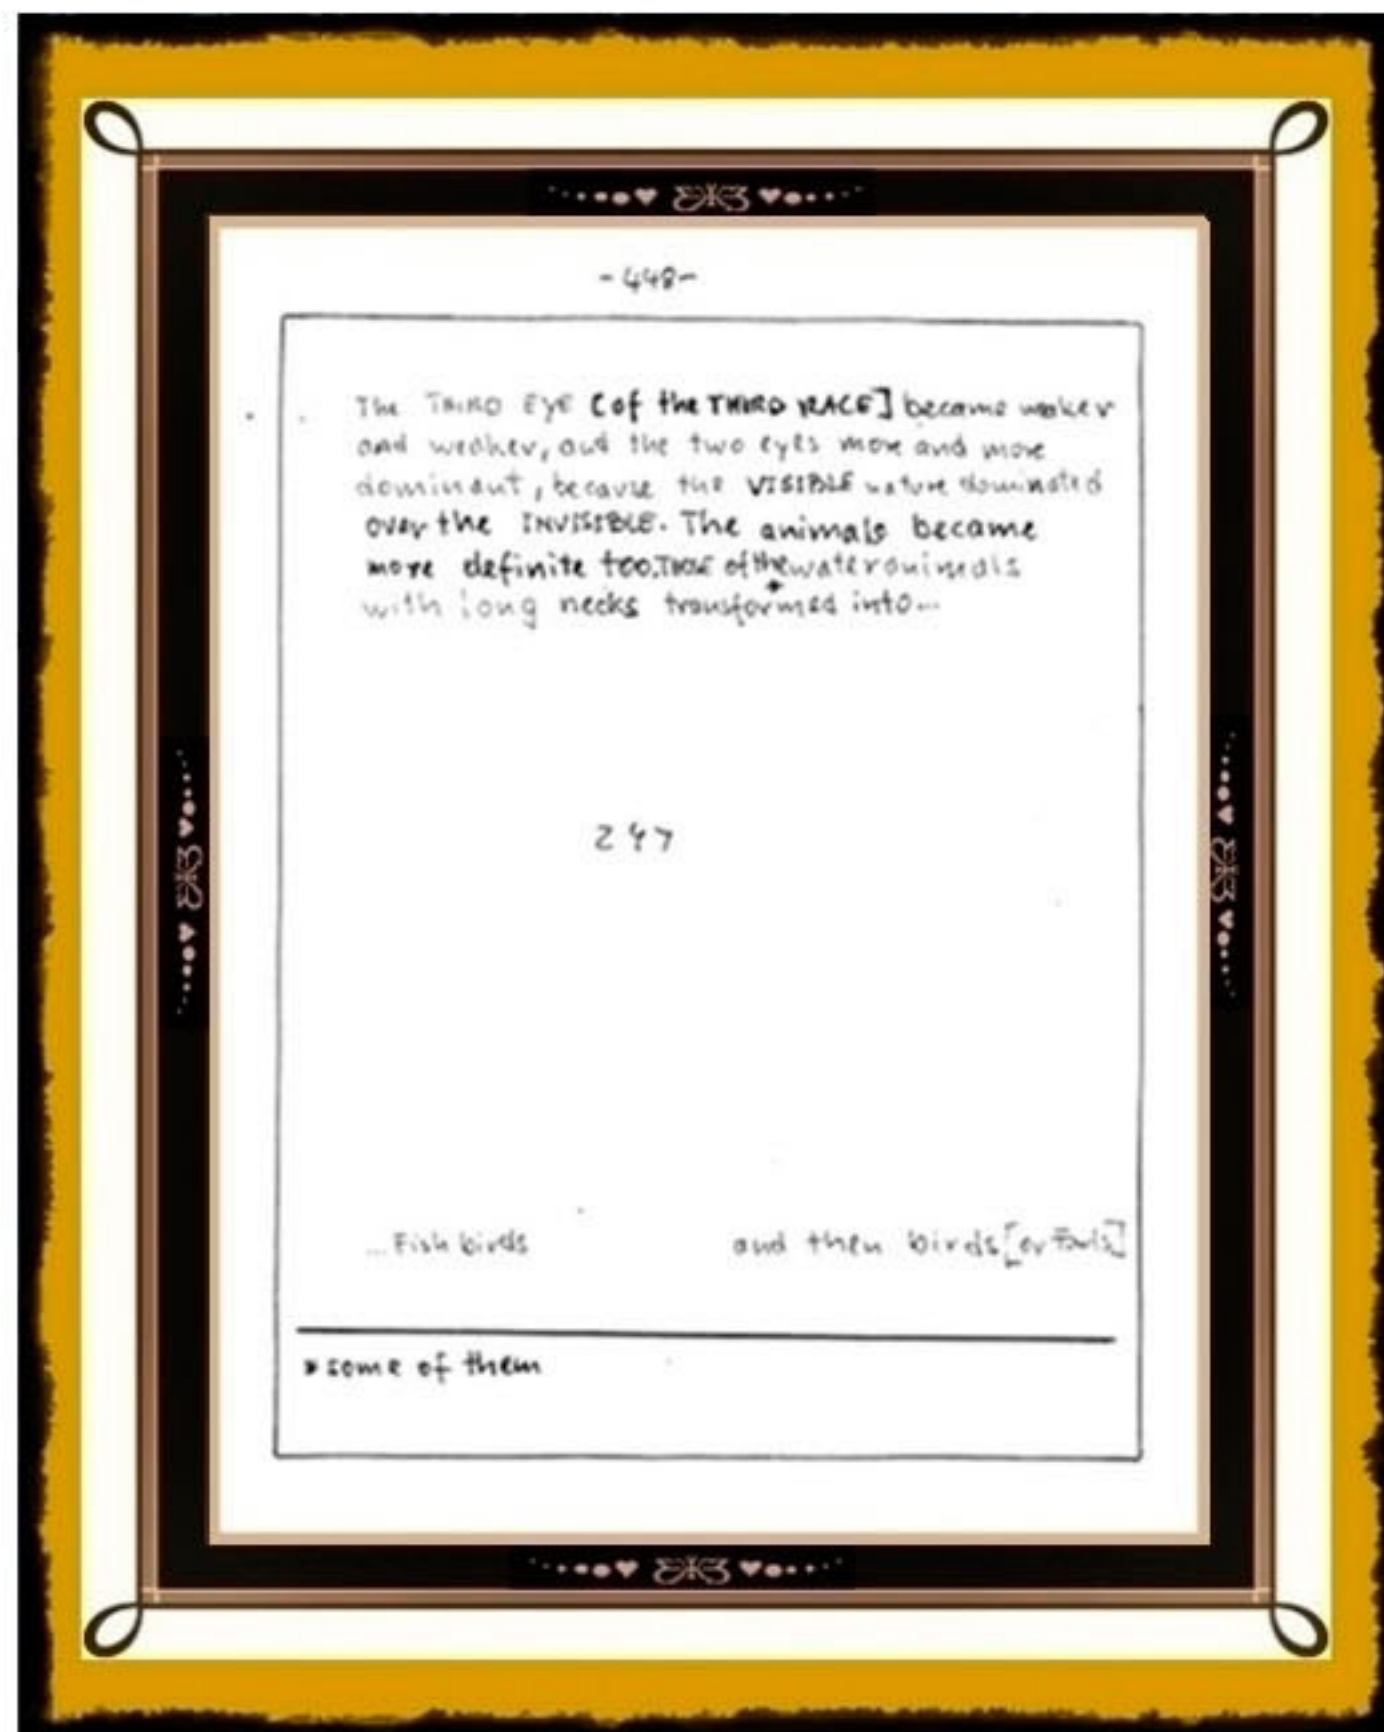 -448-
The THIRD EYE [of the THIRD RACE] became weaker
and weaker, and the two eyes more and more
dominant, because the VISIBLE nature dominated
over the INVISIBLE. The animals became
more definite too. THOSE of the wateranimals
*
with long necks transformed into...
247
...Fish birds and then birds [or Fowls]
*some of them